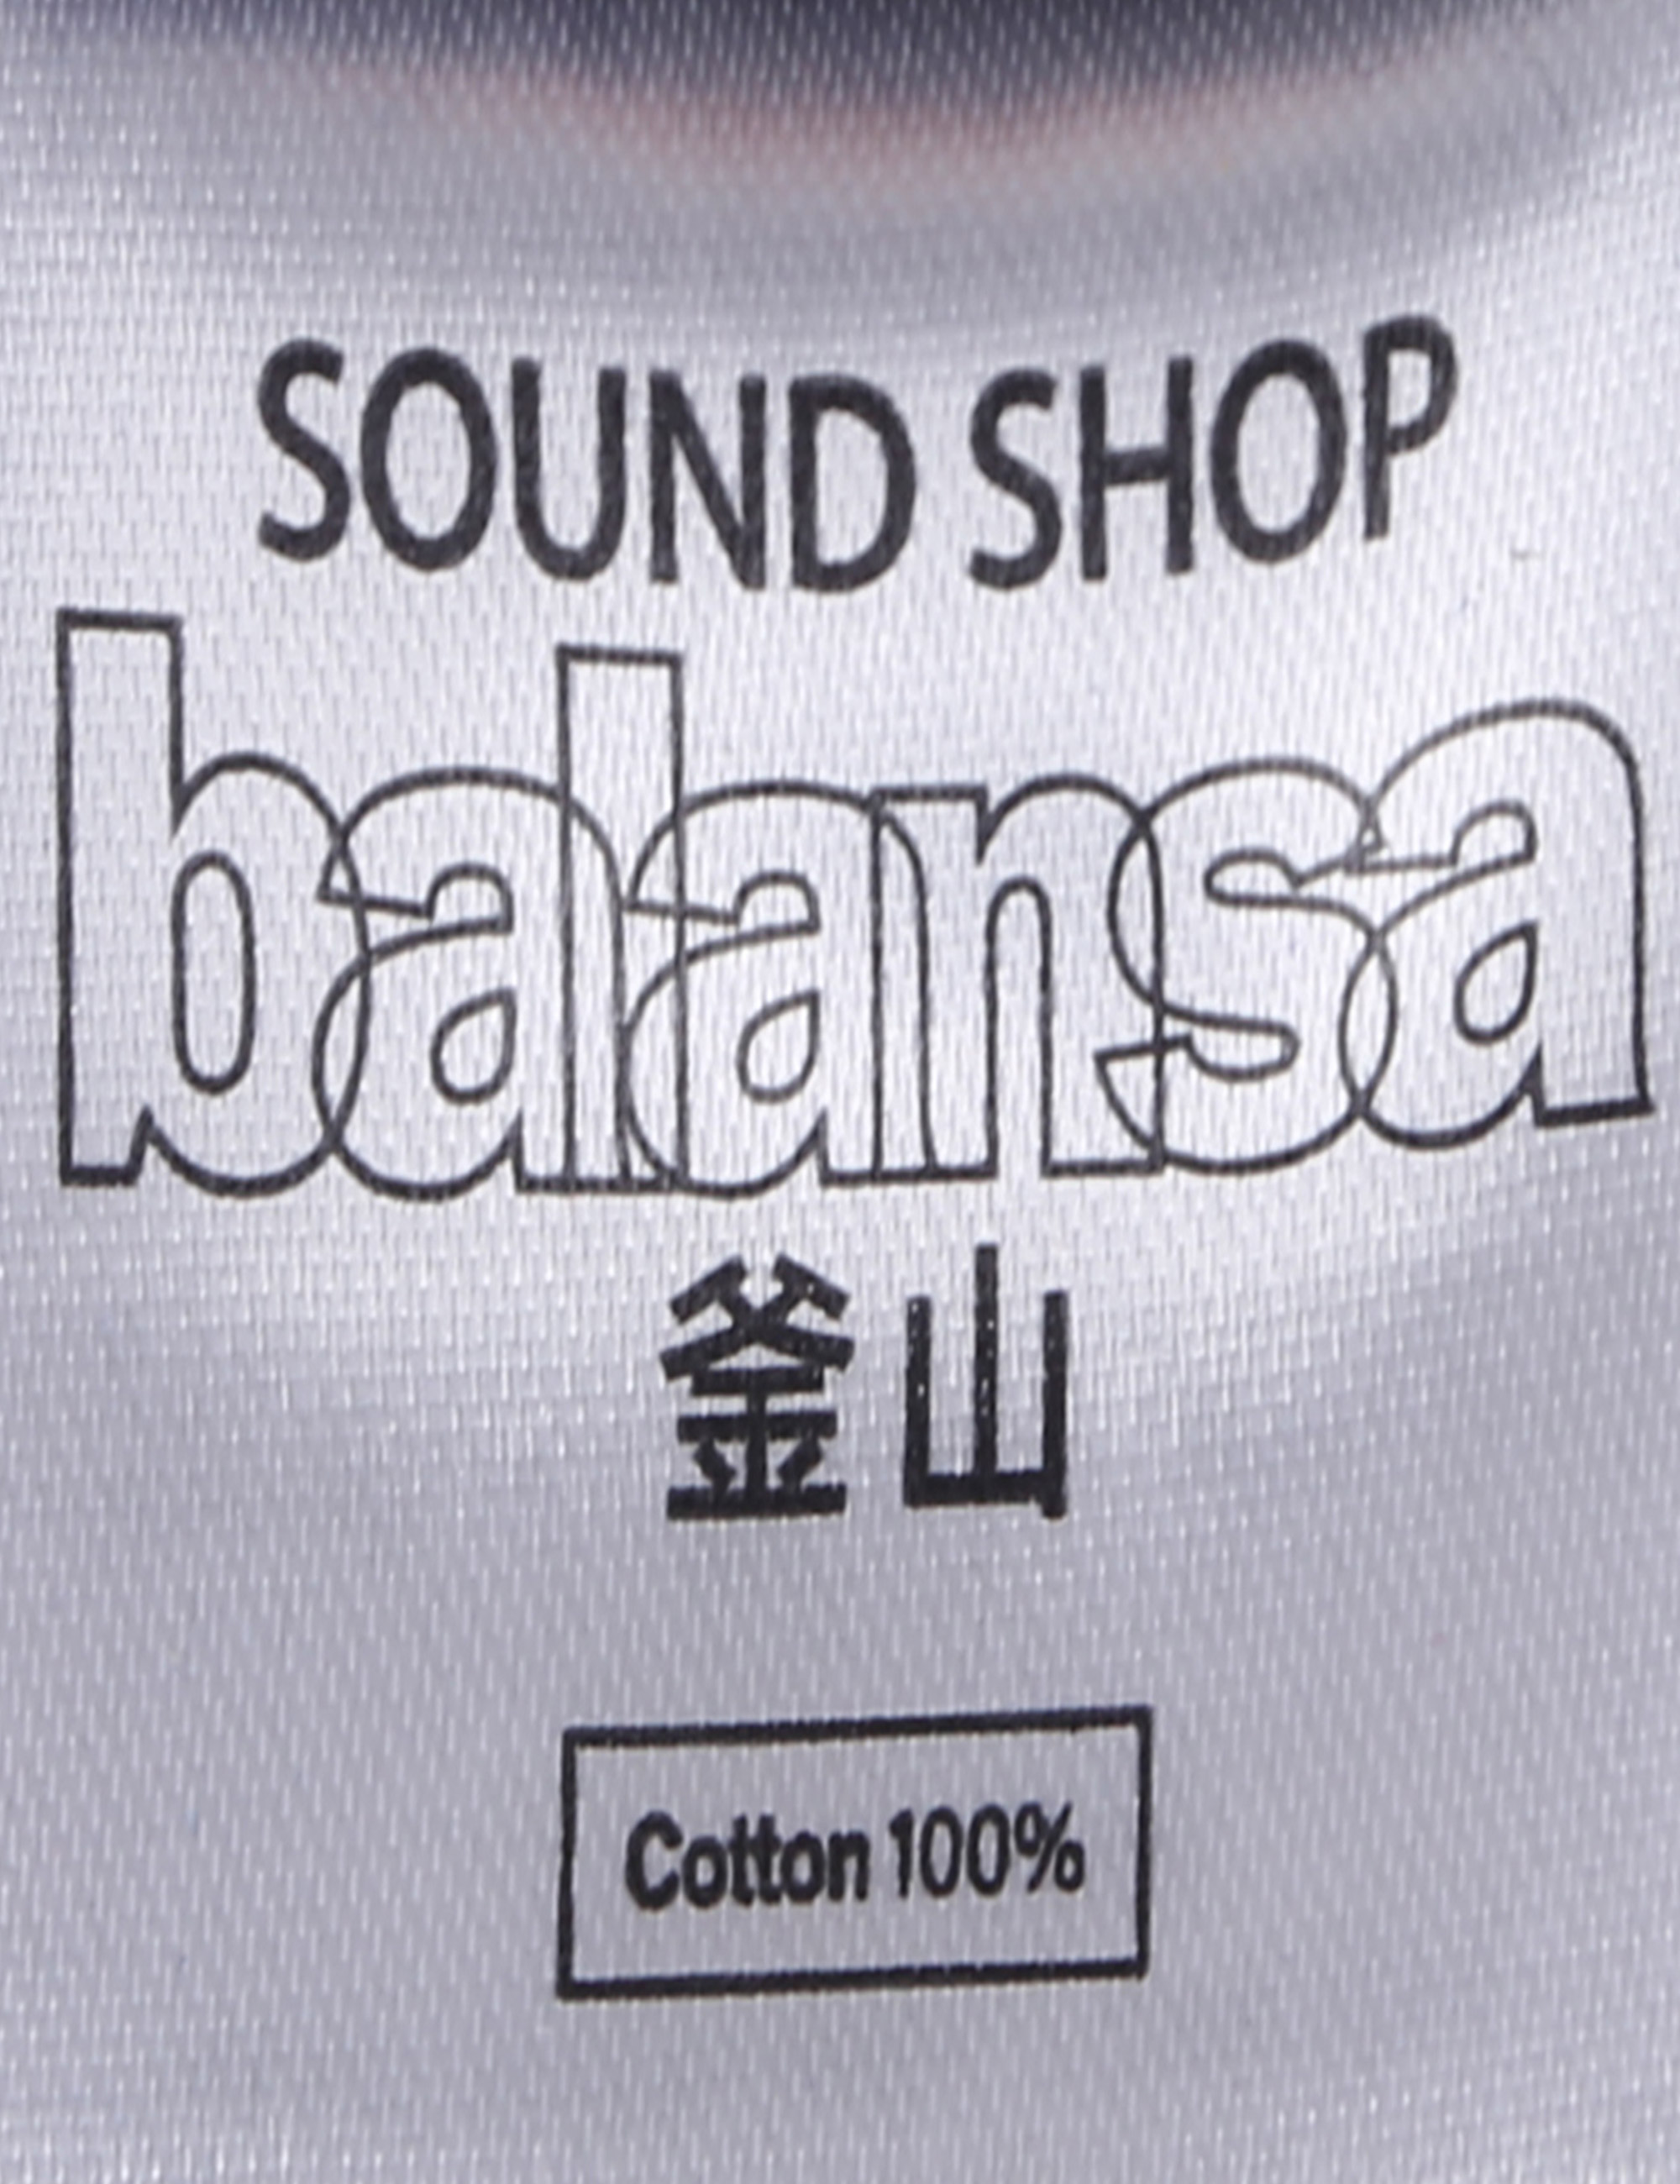 SOUND SHOP
balansa
釜山
Cotton 100%